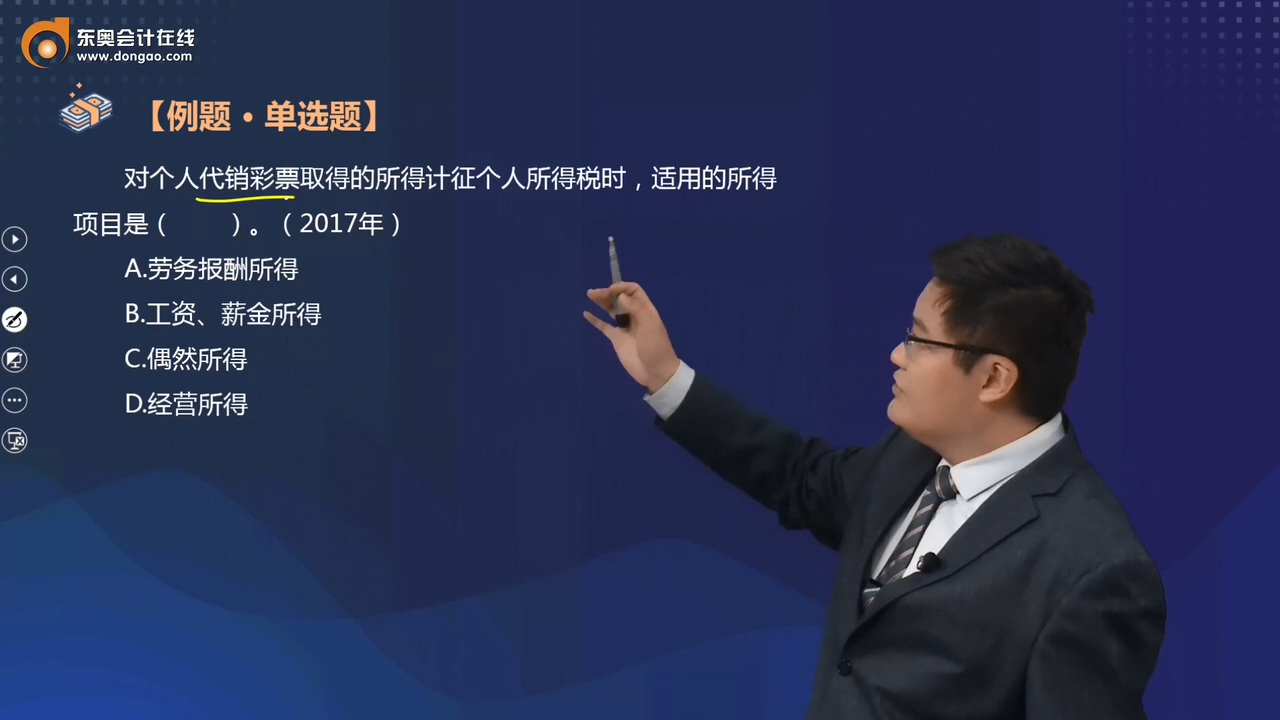 东奥会计在线
www.dongao.com
【例题·单选题】
对个人代销彩票取得的所得计征个人所得税时，适用的所得
项目是（　　）。（2017年）
A.劳务报酬所得
B.工资、薪金所得
C.偶然所得
D.经营所得